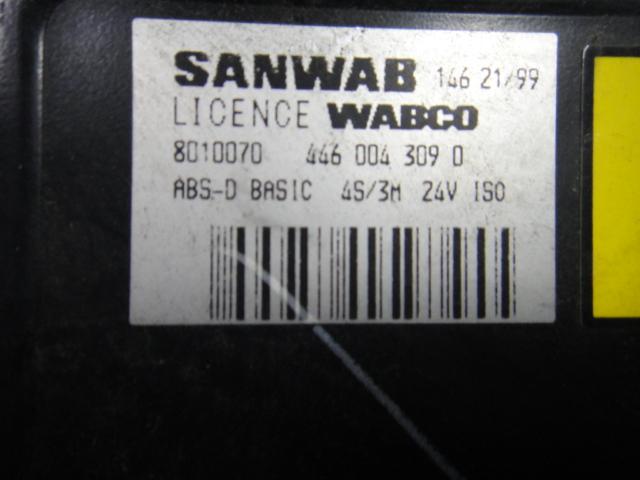 SANWAB 146 21/99
LICENCE WABCO
8010070 446 004 309 0
ABS-D BASIC 4S/3M 24V ISO